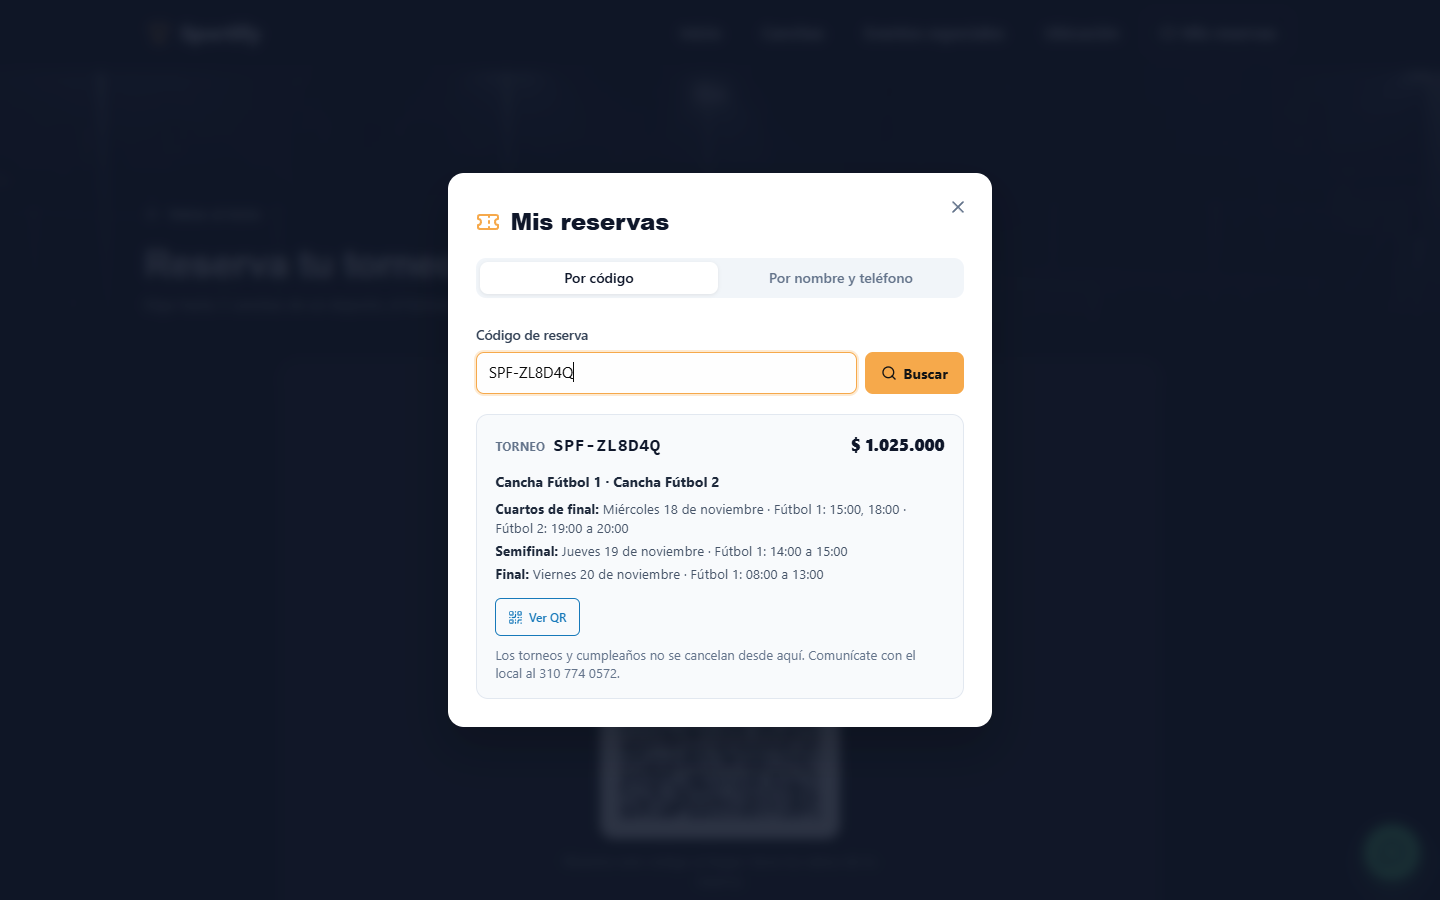 Mis reservas
Por código
Por nombre y teléfono
Código de reserva
SPF-ZL8D4Q
Buscar
TORNEO SPF-ZL8D4Q
$ 1.025.000
Cancha Fútbol 1 · Cancha Fútbol 2
Cuartos de final: Miércoles 18 de noviembre · Fútbol 1: 15:00, 18:00 ·
Fútbol 2: 19:00 a 20:00
Semifinal: Jueves 19 de noviembre · Fútbol 1: 14:00 a 15:00
Final: Viernes 20 de noviembre · Fútbol 1: 08:00 a 13:00
Ver QR
Los torneos y cumpleaños no se cancelan desde aquí. Comunícate con el
local al 310 774 0572.
Reserva tu torneo